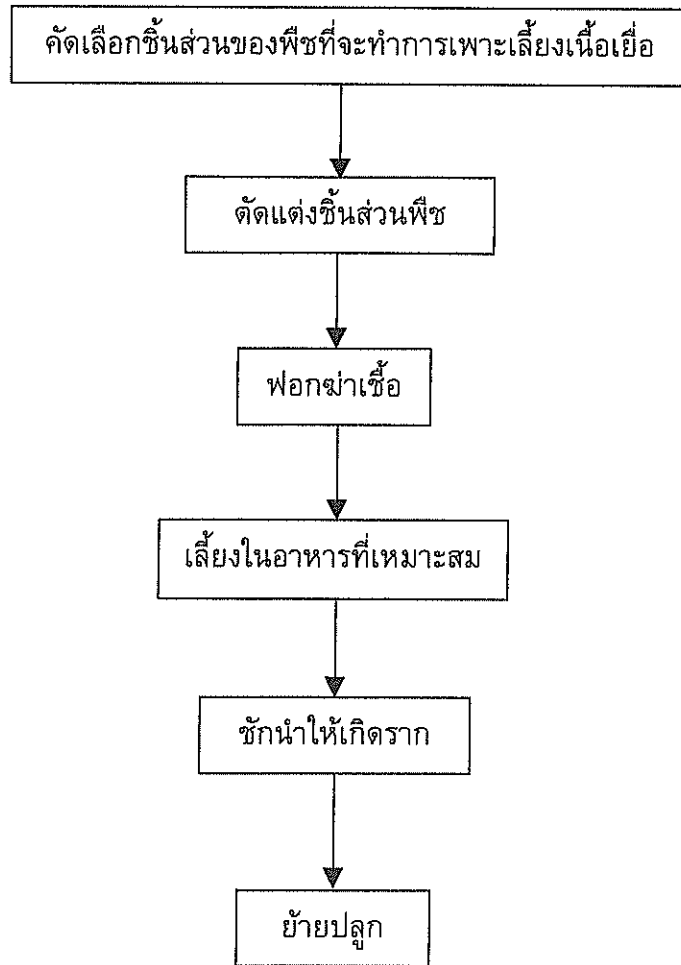 คัดเลือกชิ้นส่วนของพืชที่จะทำการเพาะเลี้ยงเนื้อเยื่อ
ตัดแต่งชิ้นส่วนพืช
ฟอกฆ่าเชื้อ
เลี้ยงในอาหารที่เหมาะสม
ชักนำให้เกิดราก
ย้ายปลูก